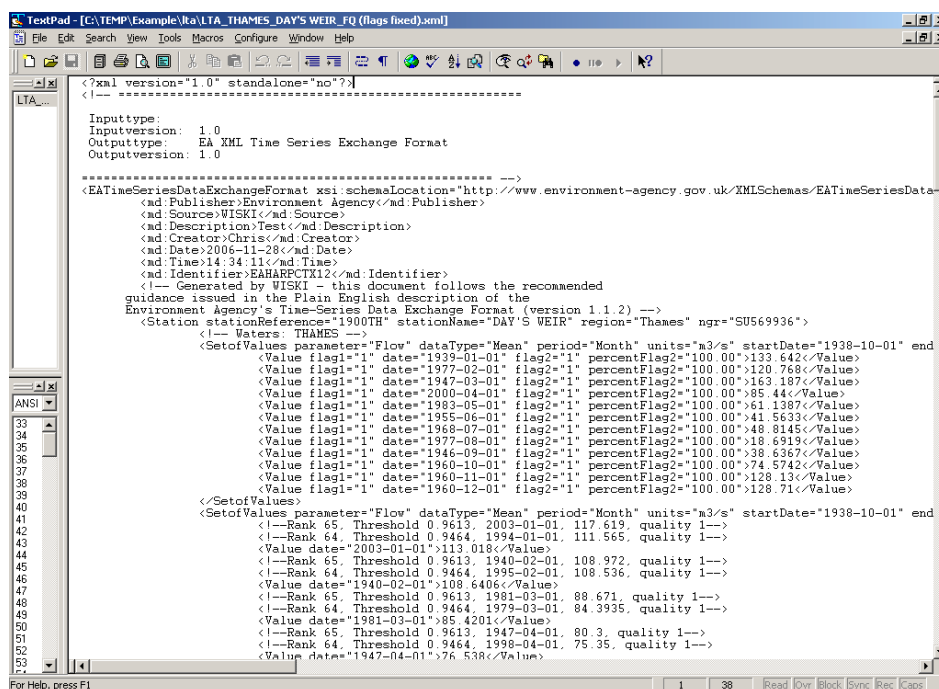 TextPad - [C:\TEMP\Example\lta\LTA_THAMES_DAY'S WEIR_FQ (flags fixed).xml]
File Edit Search View Tools Macros Configure Window Help
LTA_...
<?xml version="1.0" standalone="no"?>
<!-- =========================================================
Inputtype:
Inputversion: 1.0
Outputtype: EA XML Time Series Exchange Format
Outputversion: 1.0
========================================================= -->
<EATimeSeriesDataExchangeFormat xsi:schemaLocation="http://www.environment-agency.gov.uk/XMLSchemas/EATimeSeriesData-
<md:Publisher>Environment Agency</md:Publisher>
<md:Source>WISKI</md:Source>
<md:Description>Test</md:Description>
<md:Creator>Chris</md:Creator>
<md:Date>2006-11-28</md:Date>
<md:Time>14:34:11</md:Time>
<md:Identifier>EAHARPCTX12</md:Identifier>
<!-- Generated by WISKI - this document follows the recommended
guidance issued in the Plain English description of the
Environment Agency's Time-Series Data Exchange Format (version 1.1.2) -->
<Station stationReference="1900TH" stationName="DAY'S WEIR" region="Thames" ngr="SU569936">
<!-- Waters: THAMES -->
<SetofValues parameter="Flow" dataType="Mean" period="Month" units="m3/s" startDate="1938-10-01" end
<Value flag1="1" date="1939-01-01" flag2="1" percentFlag2="100.00">133.642</Value>
<Value flag1="1" date="1977-02-01" flag2="1" percentFlag2="100.00">120.768</Value>
<Value flag1="1" date="1947-03-01" flag2="1" percentFlag2="100.00">163.187</Value>
<Value flag1="1" date="2000-04-01" flag2="1" percentFlag2="100.00">85.44</Value>
<Value flag1="1" date="1983-05-01" flag2="1" percentFlag2="100.00">61.1387</Value>
<Value flag1="1" date="1955-06-01" flag2="1" percentFlag2="100.00">41.5633</Value>
<Value flag1="1" date="1968-07-01" flag2="1" percentFlag2="100.00">48.8145</Value>
<Value flag1="1" date="1977-08-01" flag2="1" percentFlag2="100.00">18.6919</Value>
<Value flag1="1" date="1946-09-01" flag2="1" percentFlag2="100.00">38.6367</Value>
<Value flag1="1" date="1960-10-01" flag2="1" percentFlag2="100.00">74.5742</Value>
<Value flag1="1" date="1960-11-01" flag2="1" percentFlag2="100.00">128.13</Value>
<Value flag1="1" date="1960-12-01" flag2="1" percentFlag2="100.00">128.71</Value>
</SetofValues>
<SetofValues parameter="Flow" dataType="Mean" period="Month" units="m3/s" startDate="1938-10-01" end
<!--Rank 65, Threshold 0.9613, 2003-01-01, 117.619, quality 1-->
<!--Rank 64, Threshold 0.9464, 1994-01-01, 111.565, quality 1-->
<Value date="2003-01-01">113.018</Value>
<!--Rank 65, Threshold 0.9613, 1940-02-01, 108.972, quality 1-->
<!--Rank 64, Threshold 0.9464, 1995-02-01, 108.536, quality 1-->
<Value date="1940-02-01">108.6406</Value>
<!--Rank 65, Threshold 0.9613, 1981-03-01, 88.671, quality 1-->
<!--Rank 64, Threshold 0.9464, 1979-03-01, 84.3935, quality 1-->
<Value date="1981-03-01">85.4201</Value>
<!--Rank 65, Threshold 0.9613, 1947-04-01, 80.3, quality 1-->
<!--Rank 64, Threshold 0.9464, 1998-04-01, 75.35, quality 1-->
<Value date="1947-04-01">76.538</Value>
ANSI
33
34
35
36
37
38
39
40
41
42
43
44
45
46
47
48
49
50
51
52
53
For Help, press F1
1 38 Read Ovr Block Sync Rec Caps